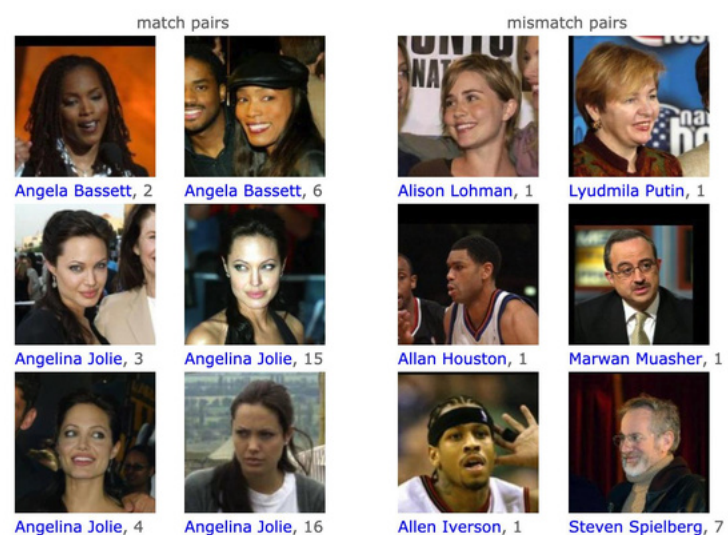 match pairs
mismatch pairs
NATI
Angela Bassett, 2
Angela Bassett, 6
Alison Lohman, 1
Lyudmila Putin, 1
Angelina Jolie, 3
Angelina Jolie, 15
Allan Houston, 1
Marwan Muasher, 1
Angelina Jolie, 4
Angelina Jolie, 16
Allen Iverson, 1
Steven Spielberg, 7